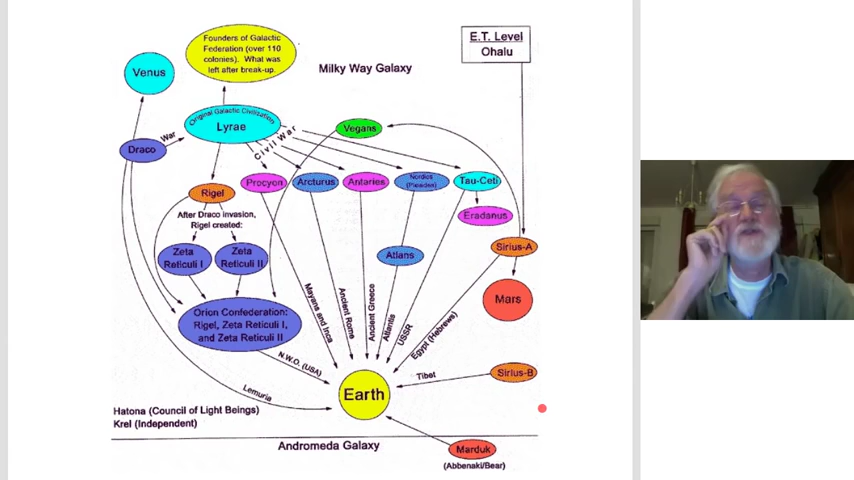 Founders of Galactic
Federation (over 110
colonies). What was
left after break-up.
E.T. Level
Ohalu
Milky Way Galaxy
Venus
Original Galactic Civilisation
Lyrae
War
Civil War
Vegans
Draco
Rigel
Procyon
Arcturus
Antaries
Nordics
(Pleiades)
Tau-Ceti
Eradanus
After Draco invasion,
Rigel created:
Zeta
Reticuli I
Zeta
Reticuli II
Atlans
Sirius-A
Mars
Orion Confederation:
Rigel, Zeta Reticuli I,
and Zeta Reticuli II
Mayans and Inca
Ancient Rome
Ancient Greece
Atlantis
USSR
Egypt (Hebrews)
N.W.O. (USA)
Tibet
Sirius-B
Lemuria
Earth
Hatona (Council of Light Beings)
Krel (Independent)
Andromeda Galaxy
Marduk
(Abbenaki/Bear)